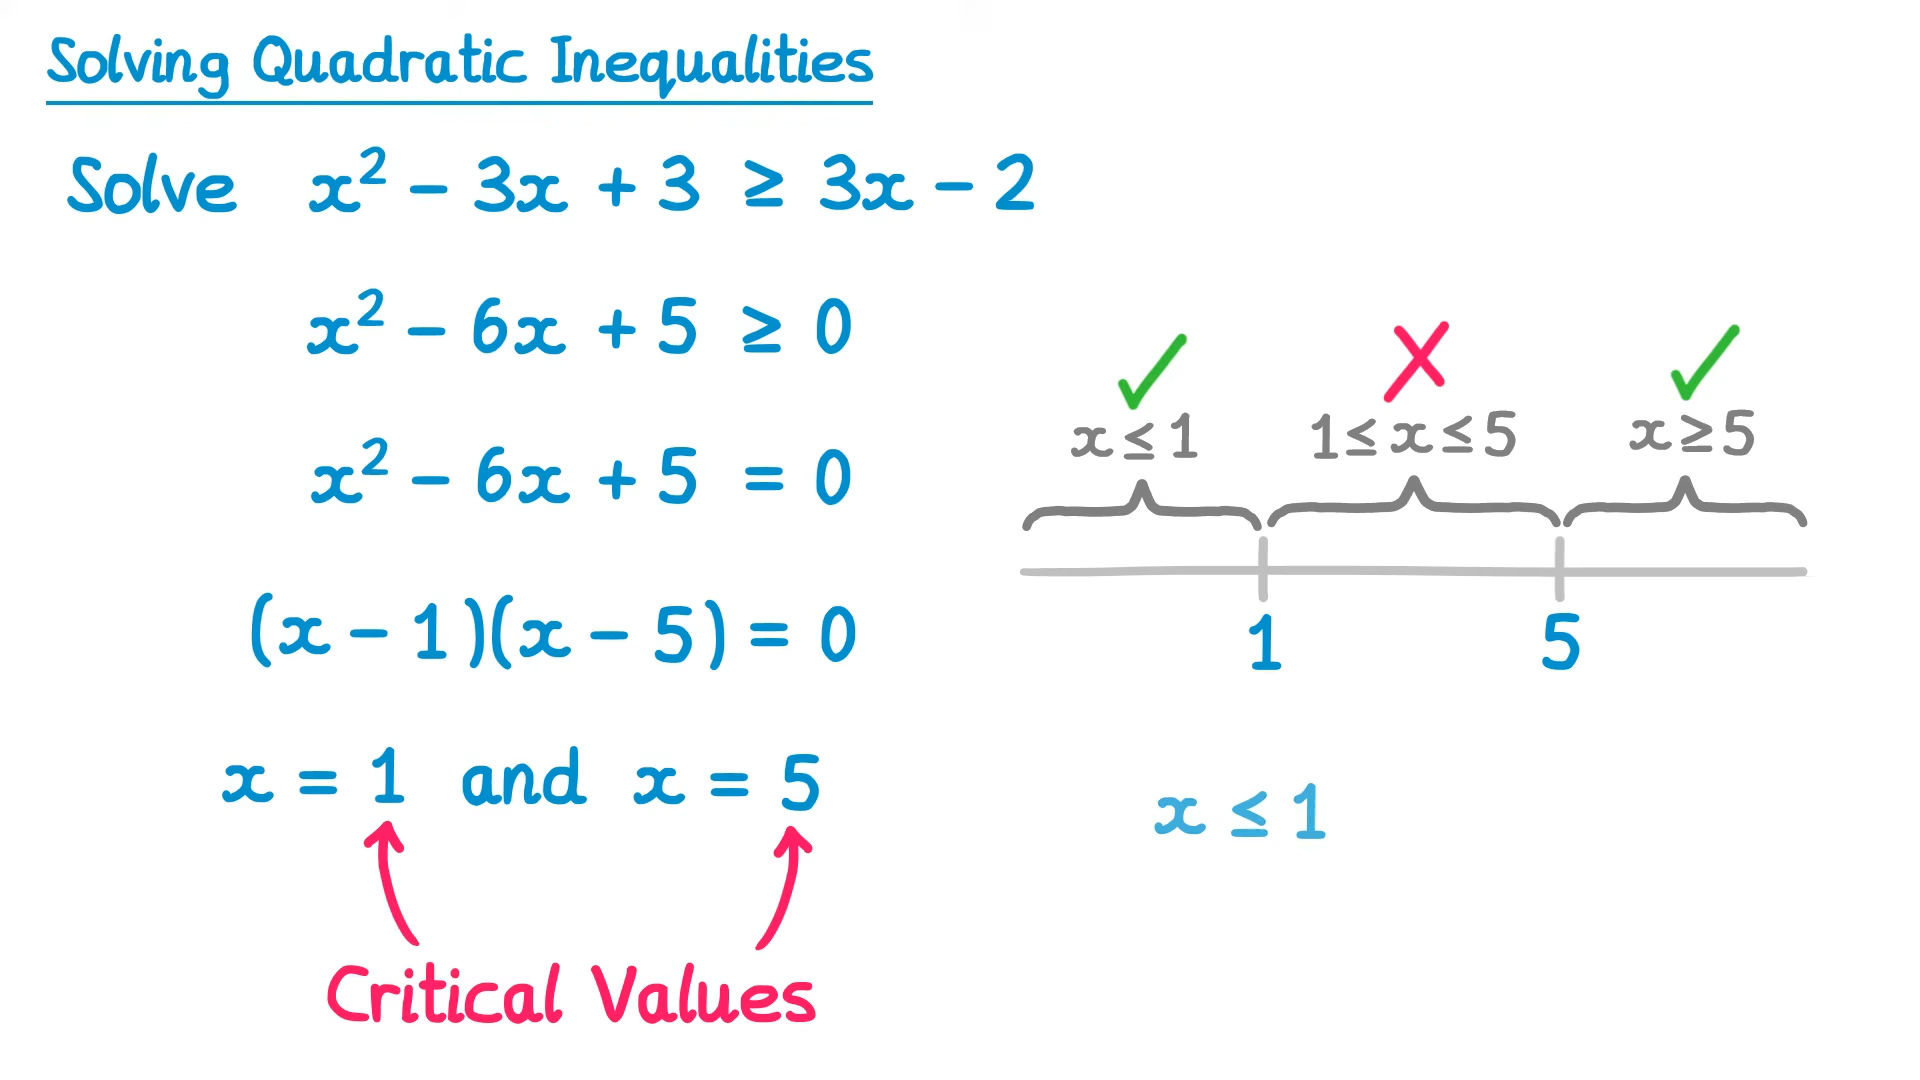 Solving Quadratic Inequalities
Solve x² – 3x + 3 ≥ 3x – 2
x² – 6x + 5 ≥ 0
x² – 6x + 5 = 0
(x – 1)(x – 5) = 0
x = 1 and x = 5
Critical Values
x ≤ 1 1 ≤ x ≤ 5 x ≥ 5
1 5
x ≤ 1